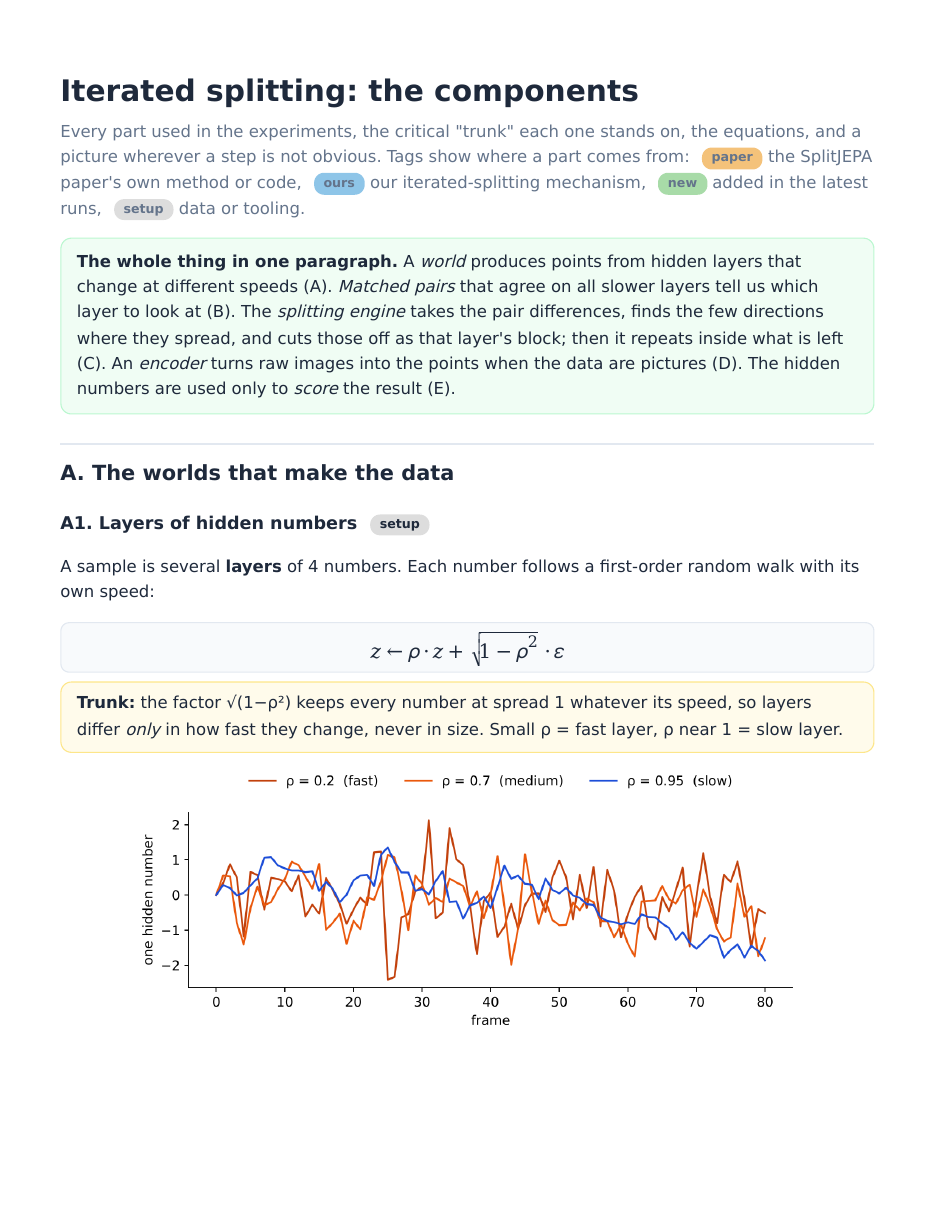 Iterated splitting: the components
Every part used in the experiments, the critical "trunk" each one stands on, the equations, and a
picture wherever a step is not obvious. Tags show where a part comes from: paper the SplitJEPA
paper's own method or code, ours our iterated-splitting mechanism, new added in the latest
runs, setup data or tooling.
The whole thing in one paragraph. A world produces points from hidden layers that
change at different speeds (A). Matched pairs that agree on all slower layers tell us which
layer to look at (B). The splitting engine takes the pair differences, finds the few directions
where they spread, and cuts those off as that layer's block; then it repeats inside what is left
(C). An encoder turns raw images into the points when the data are pictures (D). The hidden
numbers are used only to score the result (E).
A. The worlds that make the data
A1. Layers of hidden numbers setup
A sample is several layers of 4 numbers. Each number follows a first-order random walk with its
own speed:
z ← ρ · z + √1 − ρ² · ε
Trunk: the factor √(1−ρ²) keeps every number at spread 1 whatever its speed, so layers
differ only in how fast they change, never in size. Small ρ = fast layer, ρ near 1 = slow layer.
ρ = 0.2 (fast) ρ = 0.7 (medium) ρ = 0.95 (slow)
2
1
0
−1
−2
one hidden number
0 10 20 30 40 50 60 70 80
frame